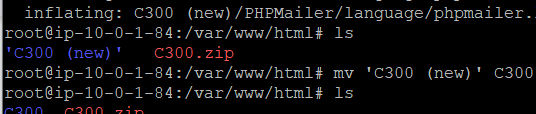 inflating: C300 (new)/PHPMailer/language/phpmailer.
root@ip-10-0-1-84:/var/www/html# ls
'C300 (new)'   C300.zip
root@ip-10-0-1-84:/var/www/html# mv 'C300 (new)' C300
root@ip-10-0-1-84:/var/www/html# ls
C300  C300.zip